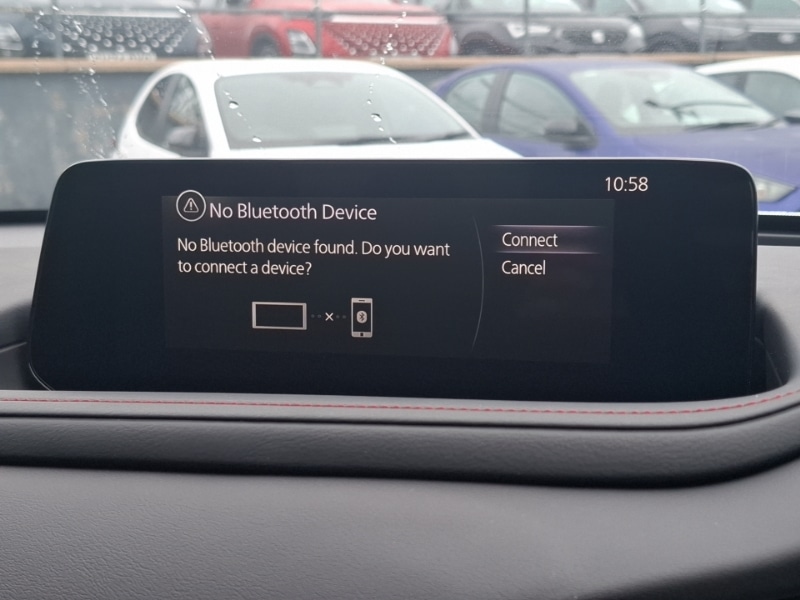 10:58
No Bluetooth Device
No Bluetooth device found. Do you want
to connect a device?
Connect
Cancel